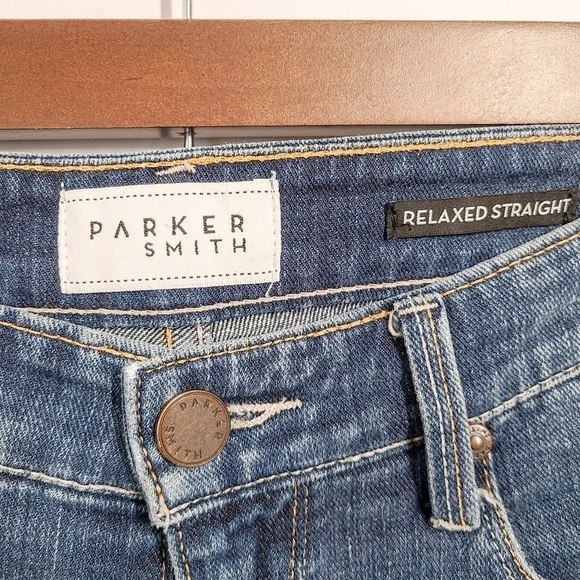 PARKER
SMITH
RELAXED STRAIGHT
PARKER
SMITH